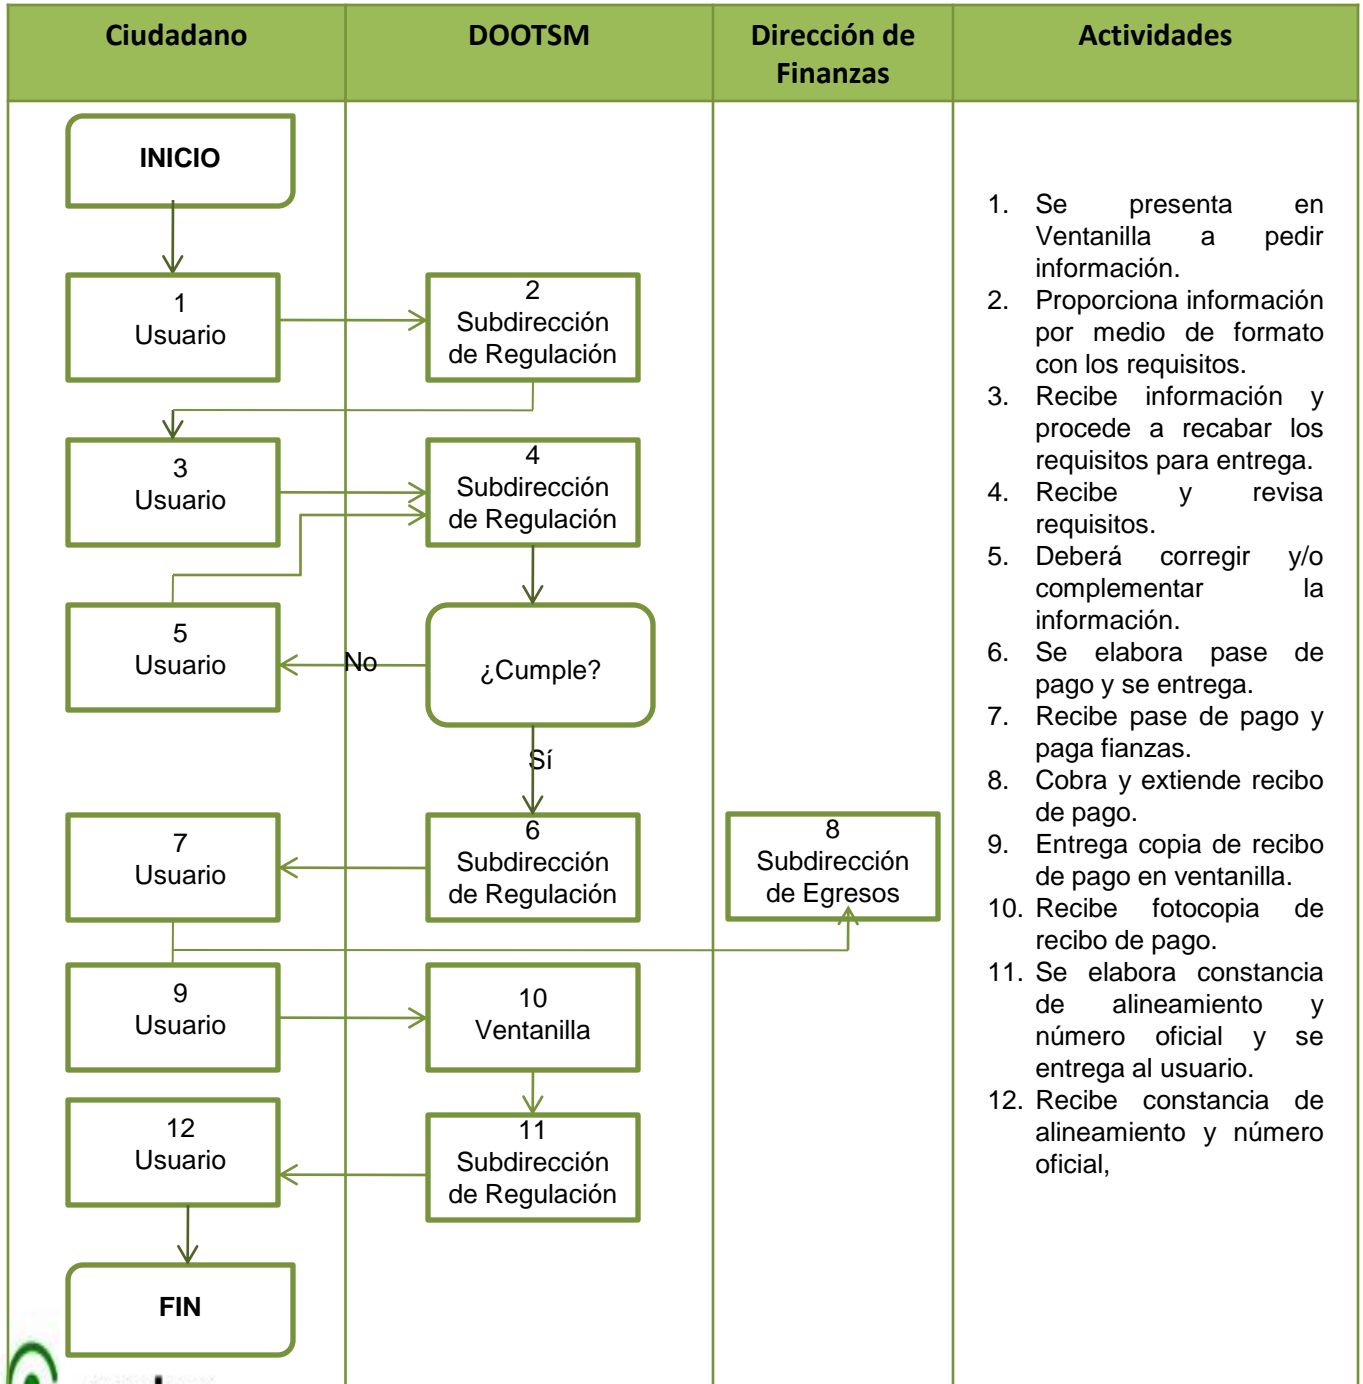 Ciudadano
DOOTSM
Dirección de
Finanzas
Actividades
INICIO
1
Usuario
2
Subdirección
de Regulación
3
Usuario
4
Subdirección
de Regulación
5
Usuario
No
¿Cumple?
Sí
7
Usuario
6
Subdirección
de Regulación
8
Subdirección
de Egresos
9
Usuario
10
Ventanilla
12
Usuario
11
Subdirección
de Regulación
FIN
1. Se presenta en
Ventanilla a pedir
información.
2. Proporciona información
por medio de formato
con los requisitos.
3. Recibe información y
procede a recabar los
requisitos para entrega.
4. Recibe y revisa
requisitos.
5. Deberá corregir y/o
complementar la
información.
6. Se elabora pase de
pago y se entrega.
7. Recibe pase de pago y
paga fianzas.
8. Cobra y extiende recibo
de pago.
9. Entrega copia de recibo
de pago en ventanilla.
10. Recibe fotocopia de
recibo de pago.
11. Se elabora constancia
de alineamiento y
número oficial y se
entrega al usuario.
12. Recibe constancia de
alineamiento y número
oficial,